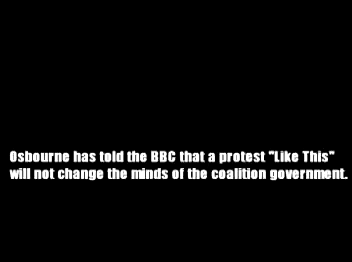 Osbourne has told the BBC that a protest "Like This"
will not change the minds of the coalition government.